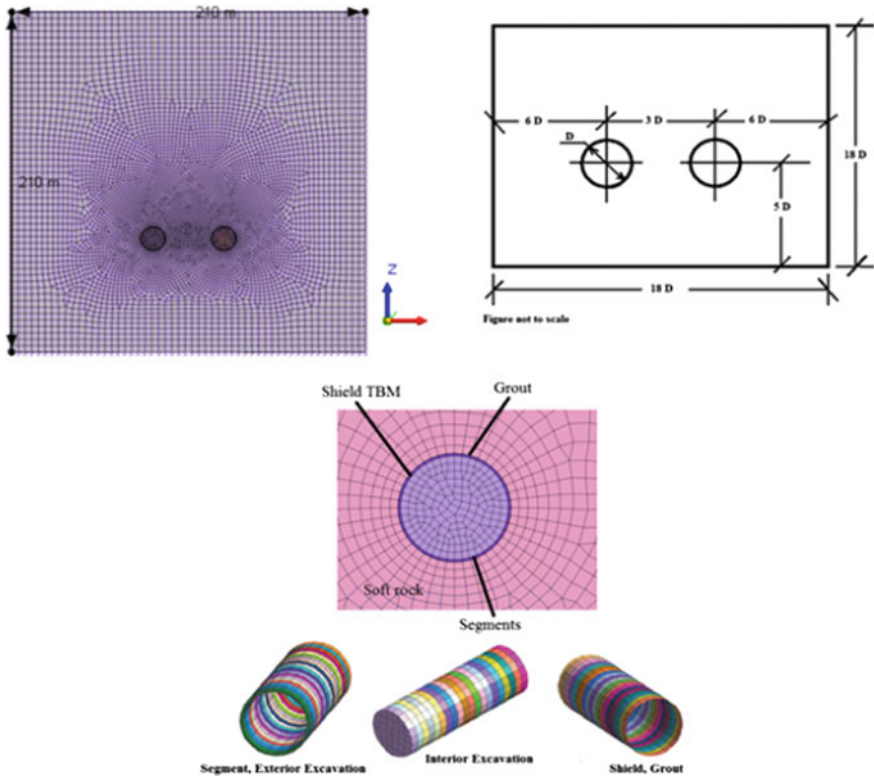 210 m
210 m
Z
6 D
3 D
6 D
D
5 D
18 D
18 D
Figure not to scale
Shield TBM
Grout
Soft rock
Segments
Segment, Exterior Excavation
Interior Excavation
Shield, Grout